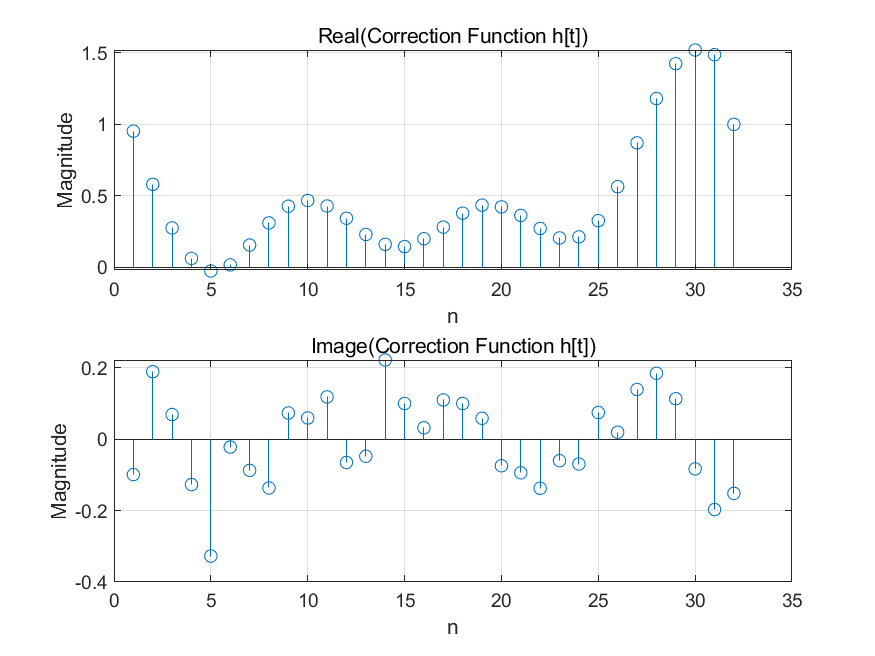 Real(Correction Function h[t])
1.5
1
0.5
0
Magnitude
0 5 10 15 20 25 30 35
n
Image(Correction Function h[t])
0.2
0
-0.2
-0.4
Magnitude
0 5 10 15 20 25 30 35
n